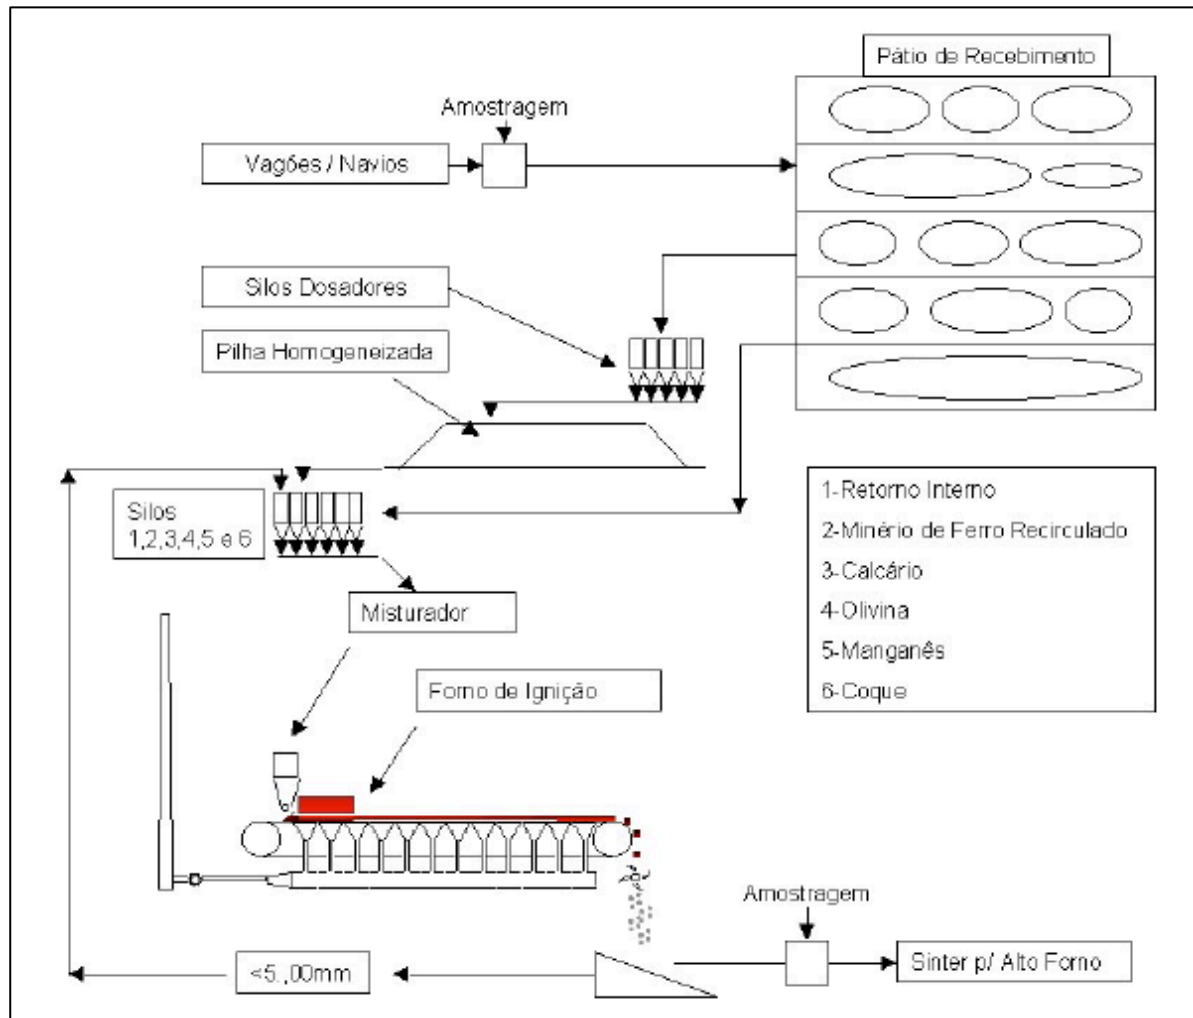 Pátio de Recebimento
Amostragem
Vagões / Navios
Silos Dosadores
Pilha Homogeneizada
Silos
1,2,3,4,5 e 6
1-Retorno Interno
2-Minério de Ferro Recirculado
3-Calcário
4-Olivina
5-Manganês
6-Coque
Misturador
Forno de Ignição
Amostragem
<5.,00mm
Sinter p/ Alto Forno